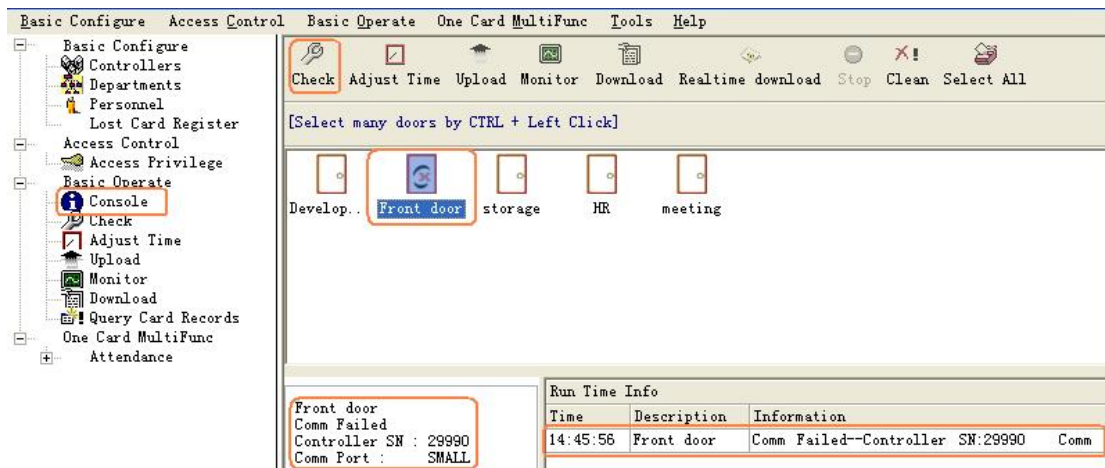 Basic Configure Access Control Basic Operate One Card MultiFunc Tools Help
Basic Configure
Controllers
Departments
Personnel
Lost Card Register
Access Control
Access Privilege
Basic Operate
Console
Check
Adjust Time
Upload
Monitor
Download
Query Card Records
One Card MultiFunc
Attendance
Check Adjust Time Upload Monitor Download Realtime download Stop Clean Select All
[Select many doors by CTRL + Left Click]
Develop.. Front door storage HR meeting
Front door
Comm Failed
Controller SN : 29990
Comm Port : SMALL
Run Time Info
Time Description Information
14:45:56 Front door Comm Failed--Controller SN:29990 Comm